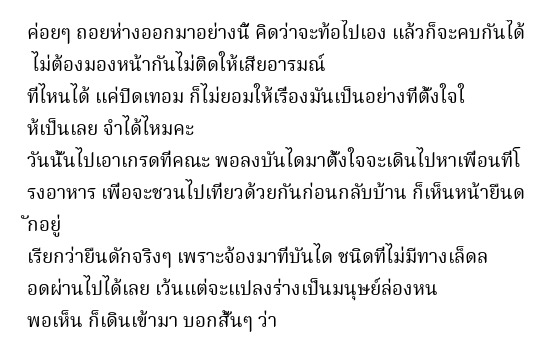 ค่อยๆ ถอยห่างออกมาอย่างนี้ คิดว่าจะท้อไปเอง แล้วก็จะคบกันได้
ไม่ต้องมองหน้ากันไม่ติดให้เสียอารมณ์
ที่ไหนได้ แค่ปิดเทอม ก็ไม่ยอมให้เรื่องมันเป็นอย่างที่ตั้งใจใ
ห้เป็นเลย จำได้ไหมคะ
วันนั้นไปเอาเกรดที่คณะ พอลงบันไดมาตั้งใจจะเดินไปหาเพื่อนที่โ
รงอาหาร เพื่อจะชวนไปเที่ยวด้วยกันก่อนกลับบ้าน ก็เห็นหน้ายืนด
ักอยู่
เรียกว่ายืนดักจริงๆ เพราะจ้องมาที่บันได ชนิดที่ไม่มีทางเล็ดล
อดผ่านไปได้เลย เว้นแต่จะแปลงร่างเป็นมนุษย์ล่องหน
พอเห็น ก็เดินเข้ามา บอกสั้นๆ ว่า